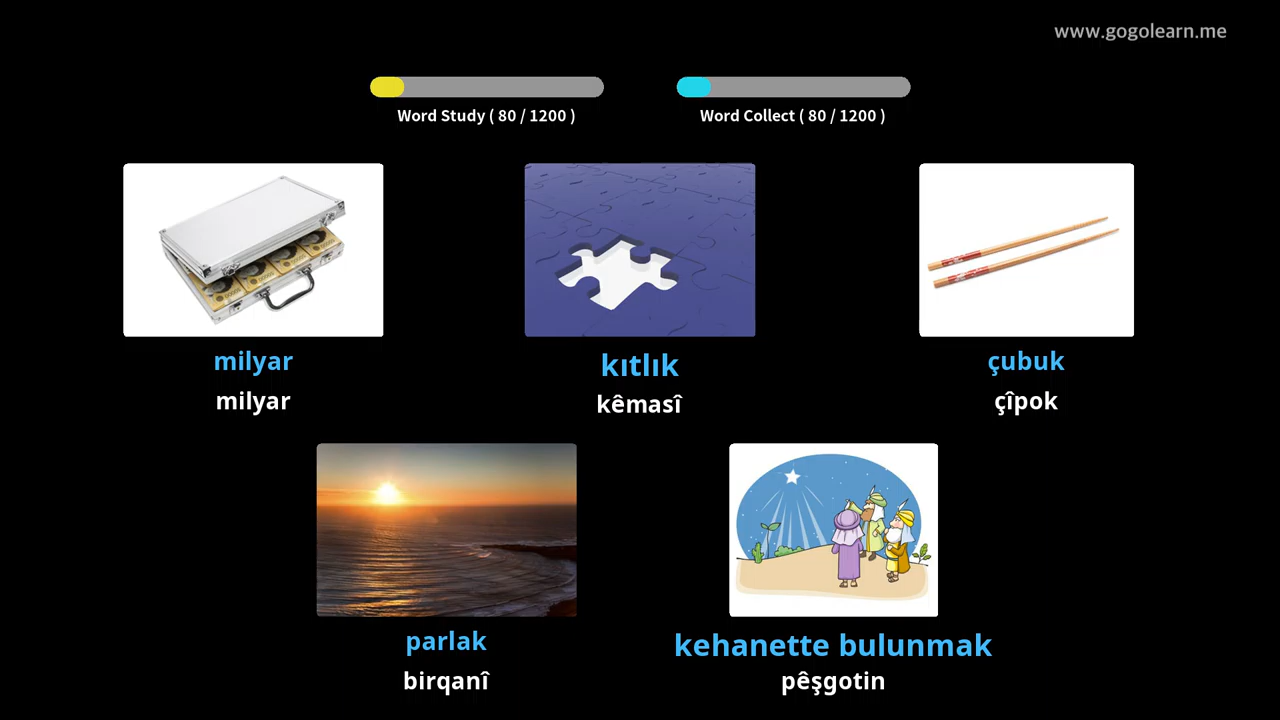 www.gogolearn.me
Word Study ( 80 / 1200 )
Word Collect ( 80 / 1200 )
milyar
milyar
kıtlık
kêmasî
çubuk
çîpok
parlak
birqanî
kehanette bulunmak
pêşgotin